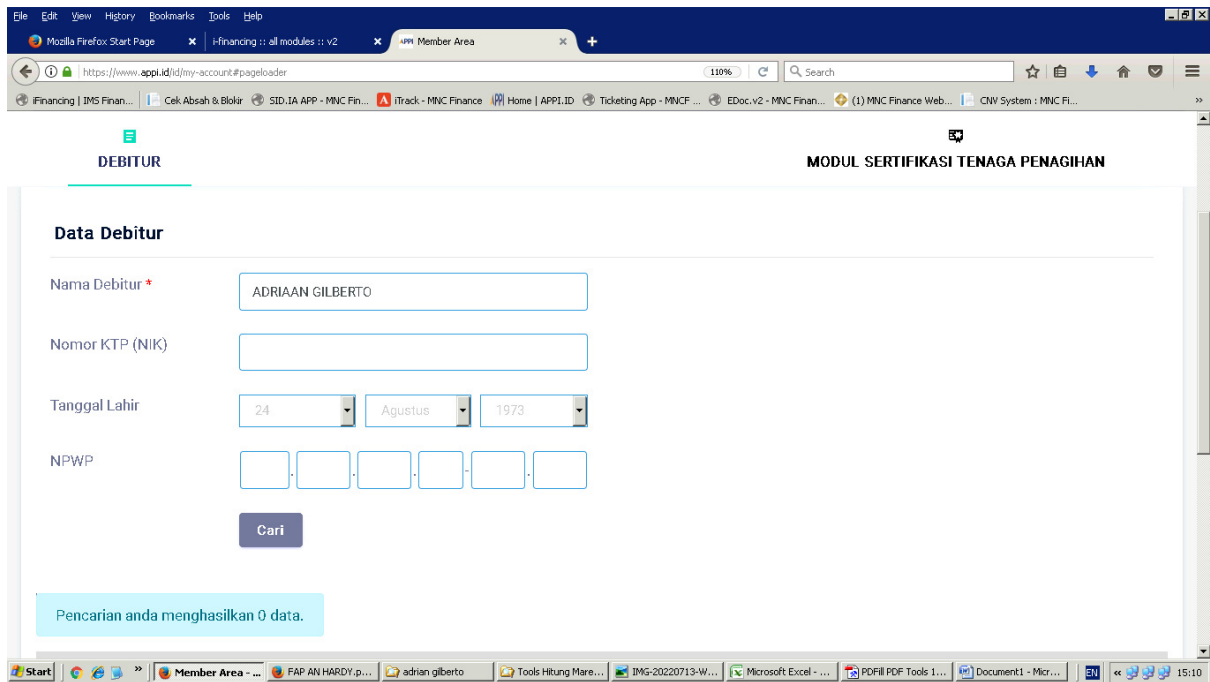 File Edit View History Bookmarks Tools Help
Mozilla Firefox Start Page i-financing :: all modules :: v2 APPI Member Area
https://www.appi.id/id/my-account#pageloader 110% Search
iFinancing | IMS Finan... Cek Absah & Blokir SID.IA APP - MNC Fin... iTrack - MNC Finance Home | APPI.ID Ticketing App - MNCF ... EDoc.v2 - MNC Finan... (1) MNC Finance Web... CNV System : MNC Fi...
DEBITUR MODUL SERTIFIKASI TENAGA PENAGIHAN
Data Debitur
Nama Debitur * ADRIAAN GILBERTO
Nomor KTP (NIK)
Tanggal Lahir 24 Agustus 1973
NPWP . . . - .
Cari
Pencarian anda menghasilkan 0 data.
Start Member Area - ... FAP AN HARDY.p... adrian gilberto Tools Hitung Mare... IMG-20220713-W... Microsoft Excel - ... PDFill PDF Tools 1... Document1 - Micr... EN 15:10